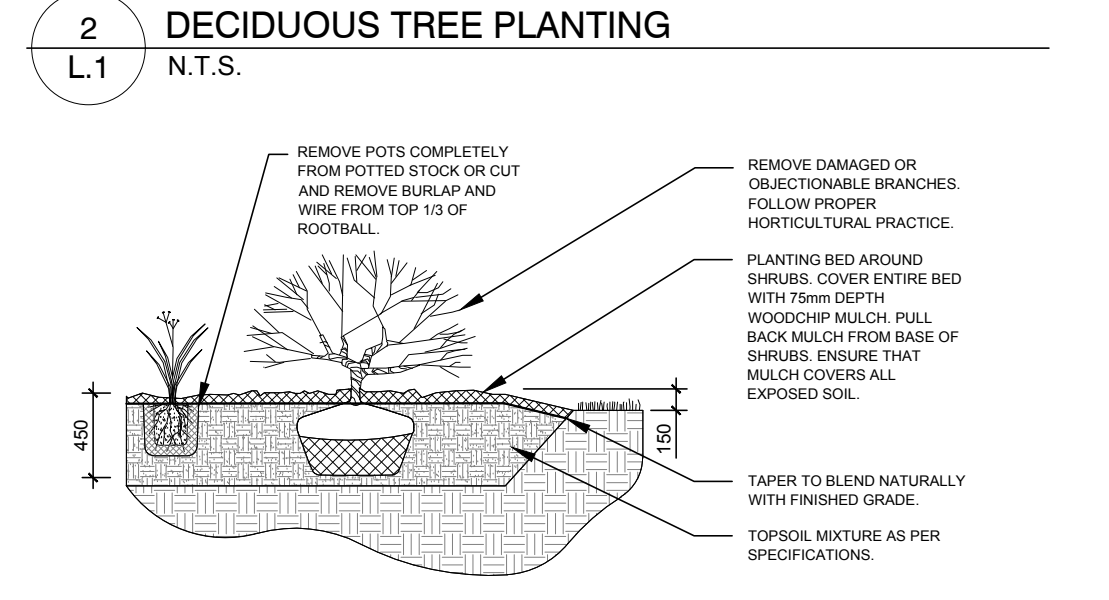 2
DECIDUOUS TREE PLANTING
L.1
N.T.S.
REMOVE POTS COMPLETELY
FROM POTTED STOCK OR CUT
AND REMOVE BURLAP AND
WIRE FROM TOP 1/3 OF
ROOTBALL.
REMOVE DAMAGED OR
OBJECTIONABLE BRANCHES.
FOLLOW PROPER
HORTICULTURAL PRACTICE.
PLANTING BED AROUND
SHRUBS. COVER ENTIRE BED
WITH 75mm DEPTH
WOODCHIP MULCH. PULL
BACK MULCH FROM BASE OF
SHRUBS. ENSURE THAT
MULCH COVERS ALL
EXPOSED SOIL.
450
150
TAPER TO BLEND NATURALLY
WITH FINISHED GRADE.
TOPSOIL MIXTURE AS PER
SPECIFICATIONS.